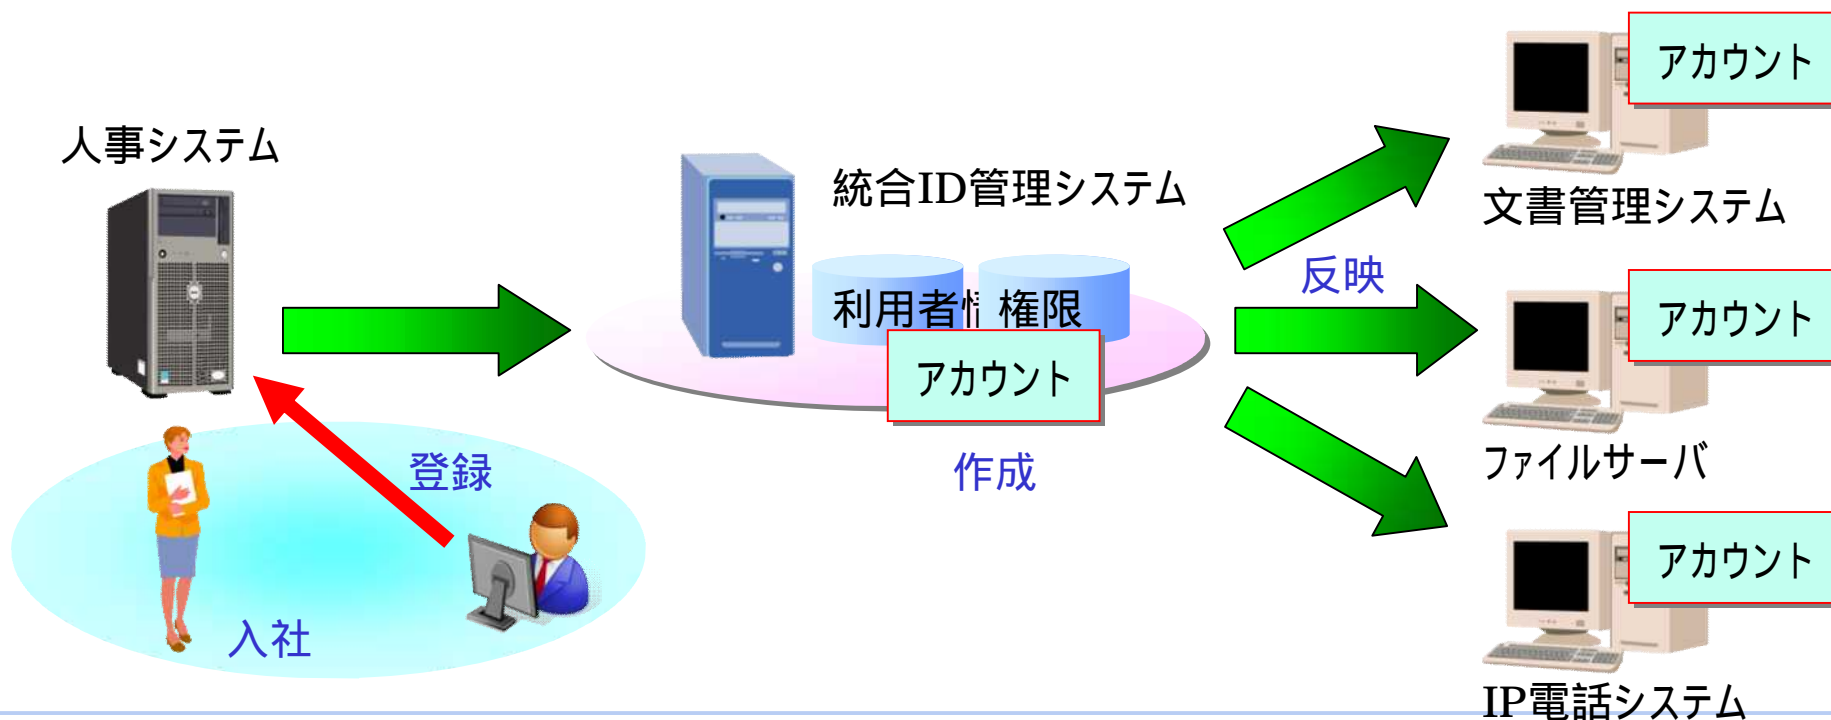 人事システム
登録
入社
統合ID管理システム
利用者情
権限
アカウント
作成
反映
アカウント
文書管理システム
アカウント
ファイルサーバ
アカウント
IP電話システム